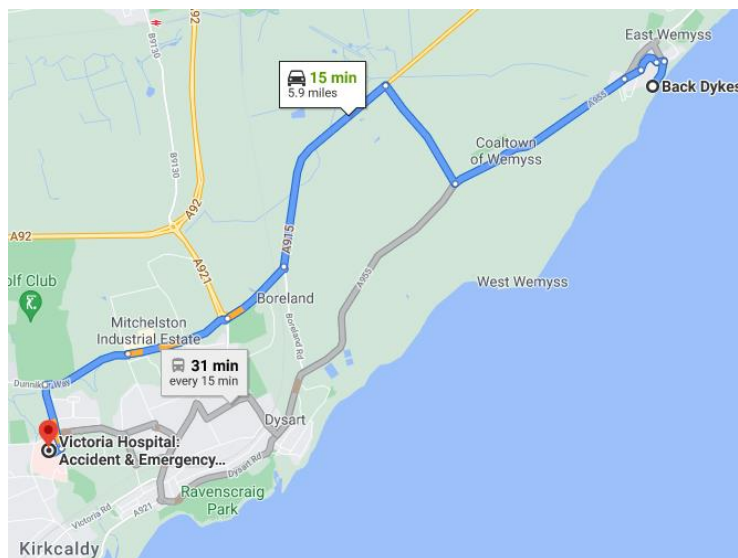 East Wemyss
B9130
A92
15 min
5.9 miles
Back Dykes
A955
Coaltown
of Wemyss
B9130
A92
A92
A915
A921
A955
West Wemyss
olf Club
Boreland
Mitchelston
Industrial Estate
Boreland Rd
31 min
every 15 min
Dunnikier Way
Victoria Hospital:
Accident & Emergency...
Dysart
Dysart Rd
Ravenscraig
Park
Victoria Rd
A921
Kirkcaldy